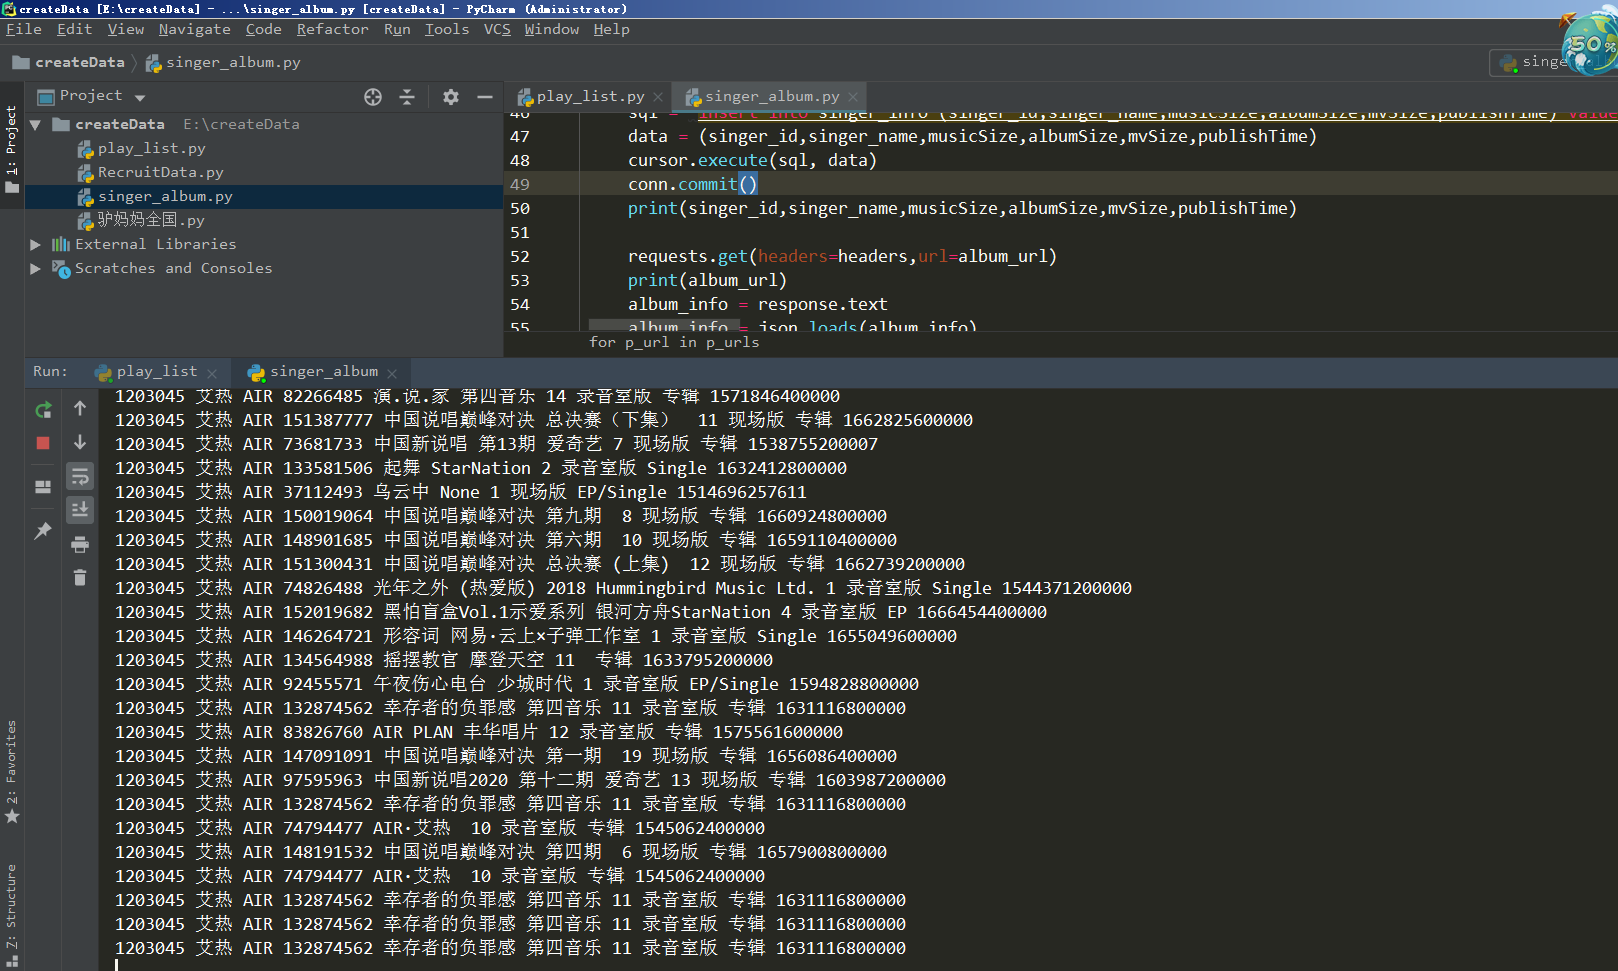 createData [E:\createData] - ...\singer_album.py [createData] - PyCharm (Administrator)
File Edit View Navigate Code Refactor Run Tools VCS Window Help
50%
createData singer_album.py
Project
play_list.py singer_album.py
1: Project
createData E:\createData
play_list.py
RecruitData.py
singer_album.py
驴妈妈全国.py
External Libraries
Scratches and Consoles
46 sql = "insert into singer_info (singer_id,singer_name,musicSize,albumSize,mvSize,publishTime) value
47 data = (singer_id,singer_name,musicSize,albumSize,mvSize,publishTime)
48 cursor.execute(sql, data)
49 conn.commit()
50 print(singer_id,singer_name,musicSize,albumSize,mvSize,publishTime)
51
52 requests.get(headers=headers,url=album_url)
53 print(album_url)
54 album_info = response.text
55 album_info = json.loads(album_info)
for p_url in p_urls
Run: play_list singer_album
1203045 艾热 AIR 82266485 演.说.家 第四音乐 14 录音室版 专辑 1571846400000
1203045 艾热 AIR 151387777 中国说唱巅峰对决 总决赛（下集） 11 现场版 专辑 1662825600000
1203045 艾热 AIR 73681733 中国新说唱 第13期 爱奇艺 7 现场版 专辑 1538755200007
1203045 艾热 AIR 133581506 起舞 StarNation 2 录音室版 Single 1632412800000
1203045 艾热 AIR 37112493 乌云中 None 1 现场版 EP/Single 1514696257611
1203045 艾热 AIR 150019064 中国说唱巅峰对决 第九期 8 现场版 专辑 1660924800000
1203045 艾热 AIR 148901685 中国说唱巅峰对决 第六期 10 现场版 专辑 1659110400000
1203045 艾热 AIR 151300431 中国说唱巅峰对决 总决赛 (上集) 12 现场版 专辑 1662739200000
1203045 艾热 AIR 74826488 光年之外 (热爱版) 2018 Hummingbird Music Ltd. 1 录音室版 Single 1544371200000
1203045 艾热 AIR 152019682 黑怕盲盒Vol.1示爱系列 银河方舟StarNation 4 录音室版 EP 1666454400000
1203045 艾热 AIR 146264721 形容词 网易·云上×子弹工作室 1 录音室版 Single 1655049600000
1203045 艾热 AIR 134564988 摇摆教官 摩登天空 11 专辑 1633795200000
1203045 艾热 AIR 92455571 午夜伤心电台 少城时代 1 录音室版 EP/Single 1594828800000
1203045 艾热 AIR 132874562 幸存者的负罪感 第四音乐 11 录音室版 专辑 1631116800000
1203045 艾热 AIR 83826760 AIR PLAN 丰华唱片 12 录音室版 专辑 1575561600000
1203045 艾热 AIR 147091091 中国说唱巅峰对决 第一期 19 现场版 专辑 1656086400000
1203045 艾热 AIR 97595963 中国新说唱2020 第十二期 爱奇艺 13 现场版 专辑 1603987200000
1203045 艾热 AIR 132874562 幸存者的负罪感 第四音乐 11 录音室版 专辑 1631116800000
1203045 艾热 AIR 74794477 AIR·艾热 10 录音室版 专辑 1545062400000
1203045 艾热 AIR 148191532 中国说唱巅峰对决 第四期 6 现场版 专辑 1657900800000
1203045 艾热 AIR 74794477 AIR·艾热 10 录音室版 专辑 1545062400000
1203045 艾热 AIR 132874562 幸存者的负罪感 第四音乐 11 录音室版 专辑 1631116800000
1203045 艾热 AIR 132874562 幸存者的负罪感 第四音乐 11 录音室版 专辑 1631116800000
1203045 艾热 AIR 132874562 幸存者的负罪感 第四音乐 11 录音室版 专辑 1631116800000
2: Favorites
Z: Structure